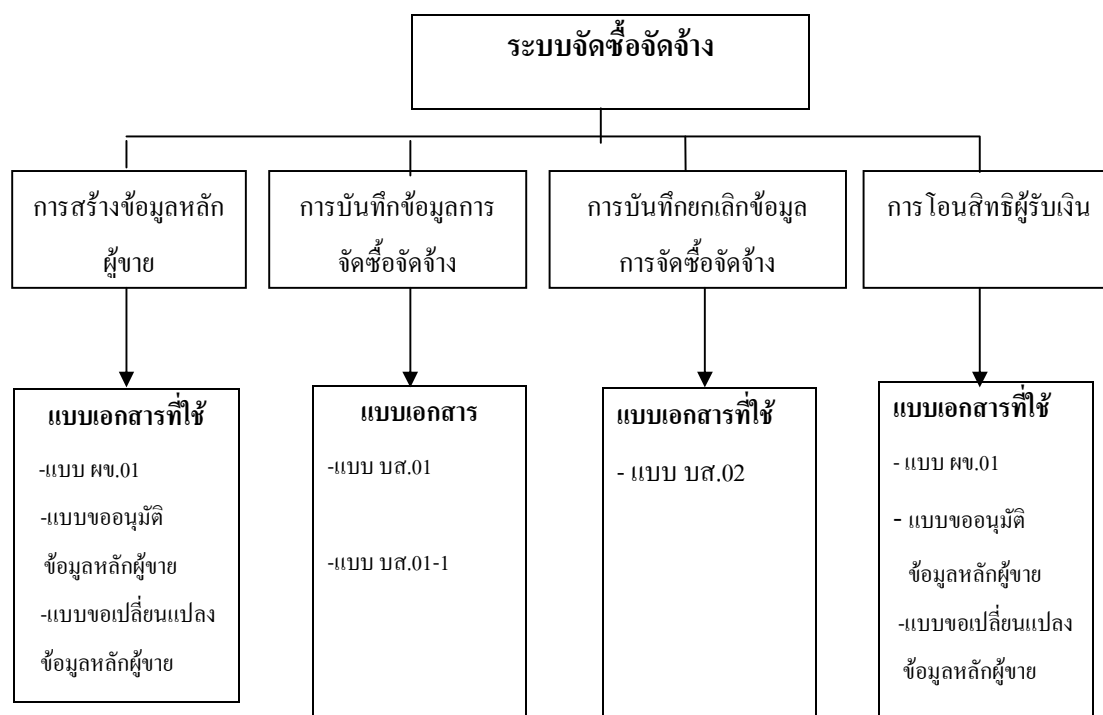 ระบบจัดซื้อจัดจ้าง
การสร้างข้อมูลหลัก
ผู้ขาย
การบันทึกข้อมูลการ
จัดซื้อจัดจ้าง
การบันทึกยกเลิกข้อมูล
การจัดซื้อจัดจ้าง
การโอนสิทธิผู้รับเงิน
แบบเอกสารที่ใช้
-แบบ ผข.01
-แบบขออนุมัติ
ข้อมูลหลักผู้ขาย
-แบบขอเปลี่ยนแปลง
ข้อมูลหลักผู้ขาย
แบบเอกสาร
-แบบ บส.01
-แบบ บส.01-1
แบบเอกสารที่ใช้
- แบบ บส.02
แบบเอกสารที่ใช้
- แบบ ผข.01
- แบบขออนุมัติ
ข้อมูลหลักผู้ขาย
-แบบขอเปลี่ยนแปลง
ข้อมูลหลักผู้ขาย